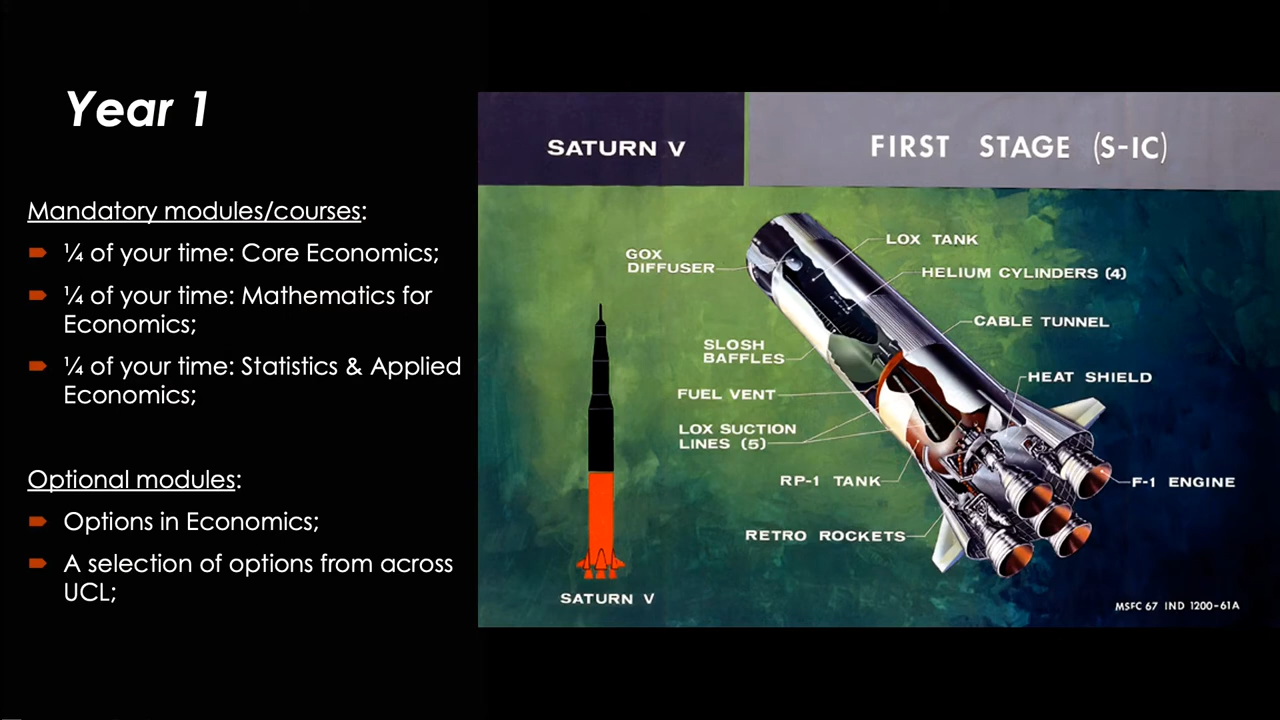 Year 1
Mandatory modules/courses:
¼ of your time: Core Economics;
¼ of your time: Mathematics for
Economics;
¼ of your time: Statistics & Applied
Economics;
Optional modules:
Options in Economics;
A selection of options from across
UCL;
SATURN V
FIRST STAGE (S-IC)
GOX
DIFFUSER
LOX TANK
HELIUM CYLINDERS (4)
CABLE TUNNEL
SLOSH
BAFFLES
HEAT SHIELD
FUEL VENT
LOX SUCTION
LINES (5)
RP-1 TANK
F-1 ENGINE
RETRO ROCKETS
SATURN V
MSFC 67 IND 1200-61A